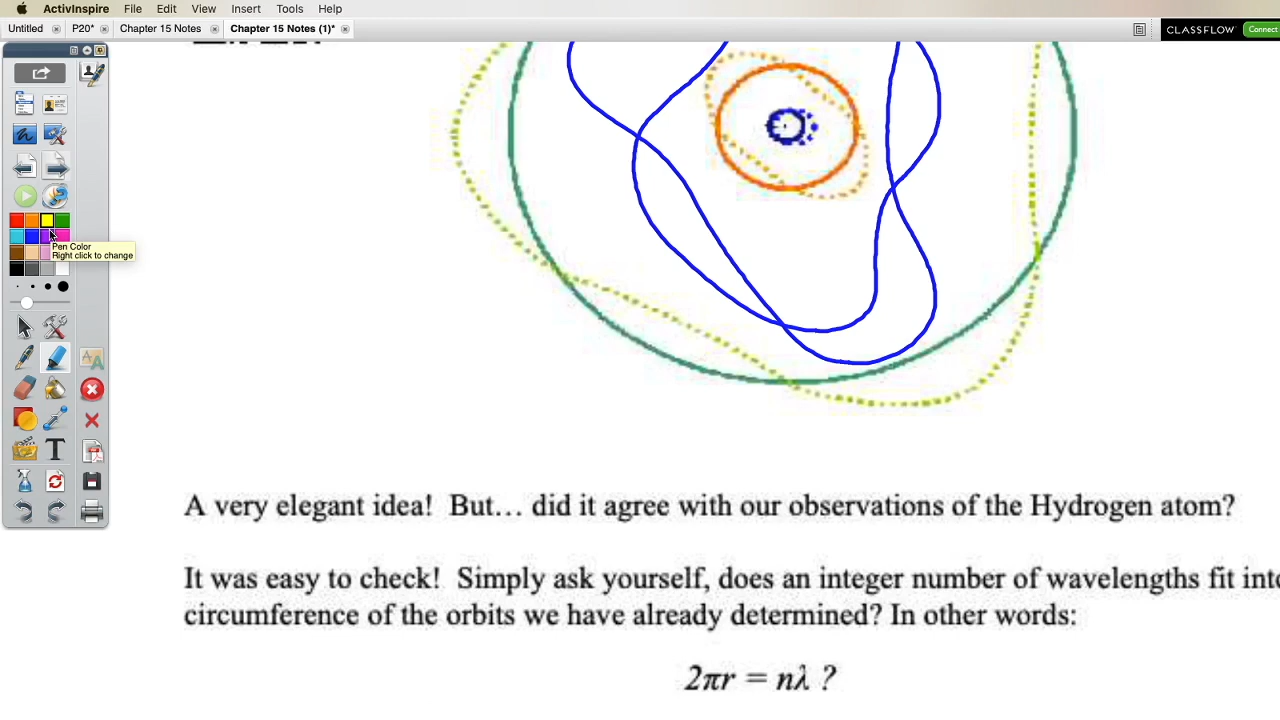 ActivInspire File Edit View Insert Tools Help
Untitled P20* Chapter 15 Notes Chapter 15 Notes (1)*
CLASSFLOW Connect
Pen Color
Right click to change
A very elegant idea! But… did it agree with our observations of the Hydrogen atom?
It was easy to check! Simply ask yourself, does an integer number of wavelengths fit into
circumference of the orbits we have already determined? In other words:
2πr = nλ ?